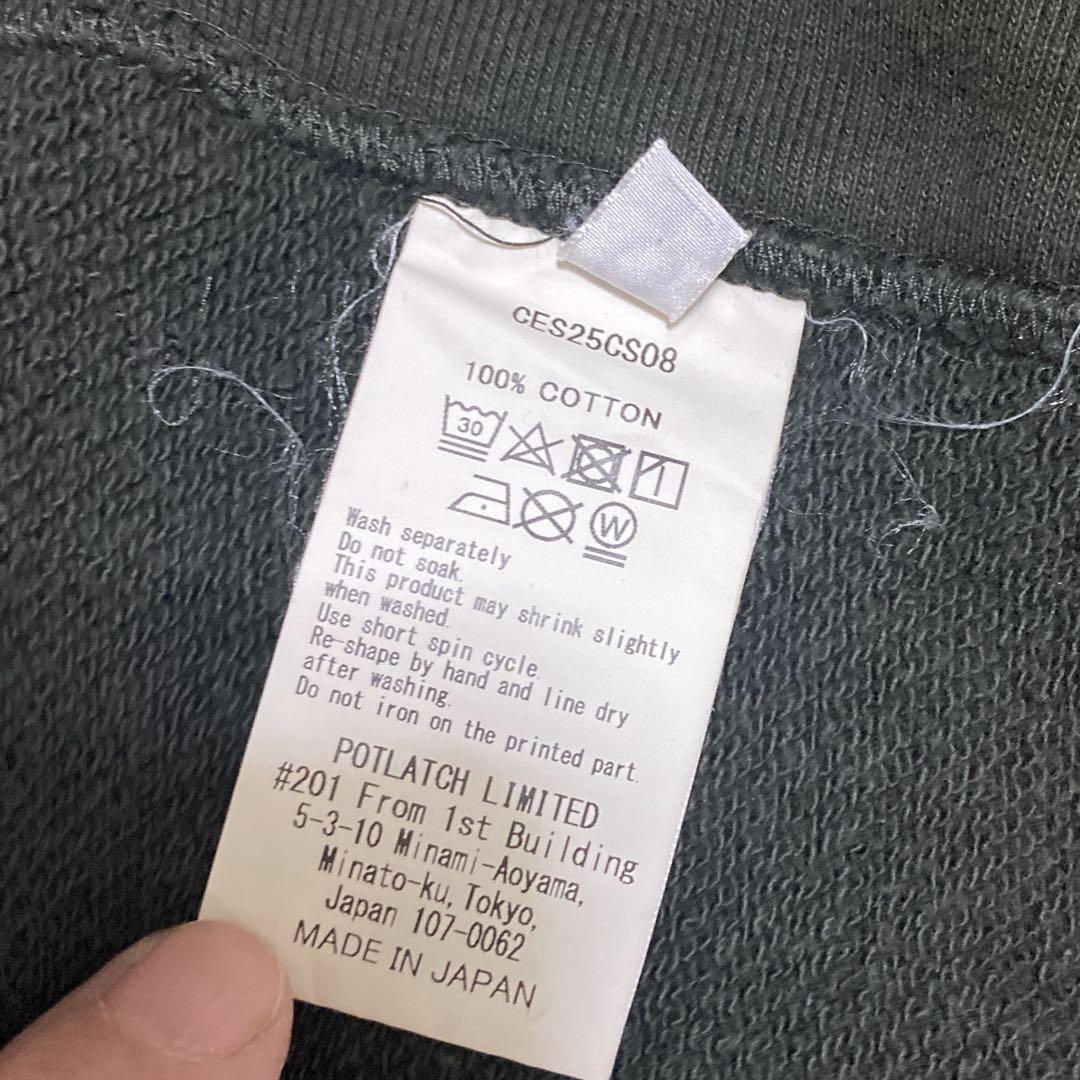 CES25CS08
100% COTTON
30
W
Wash separately
Do not soak.
This product may shrink slightly
when washed.
Use short spin cycle.
Re-shape by hand and line dry
after washing.
Do not iron on the printed part.
POTLATCH LIMITED
#201 From 1st Building
5-3-10 Minami-Aoyama,
Minato-ku, Tokyo,
Japan 107-0062
MADE IN JAPAN